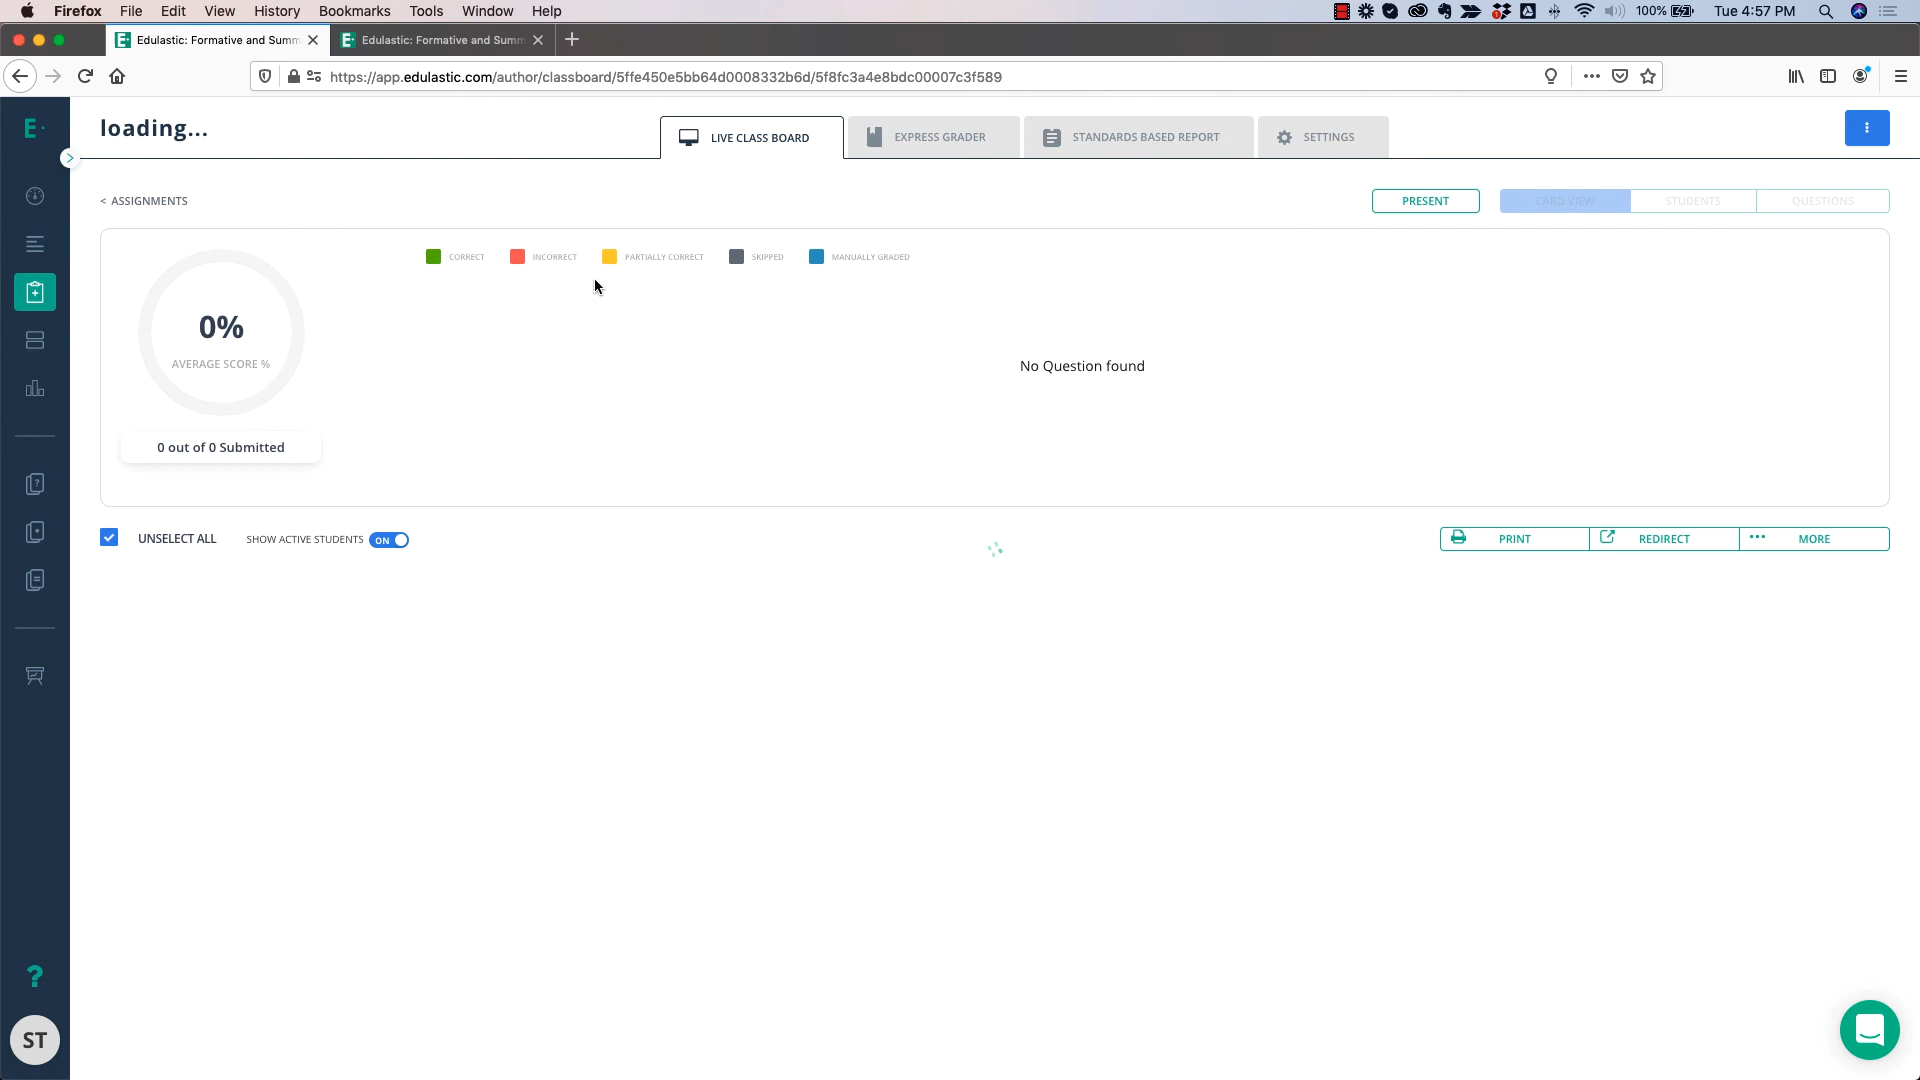 Firefox File Edit View History Bookmarks Tools Window Help 100% Tue 4:57 PM
Edulastic: Formative and Summ Edulastic: Formative and Summ
https://app.edulastic.com/author/classboard/5ffe450e5bb64d0008332b6d/5f8fc3a4e8bdc00007c3f589
E
loading...
LIVE CLASS BOARD EXPRESS GRADER STANDARDS BASED REPORT SETTINGS
< ASSIGNMENTS PRESENT CARD VIEW STUDENTS QUESTIONS
CORRECT INCORRECT PARTIALLY CORRECT SKIPPED MANUALLY GRADED
0%
AVERAGE SCORE %
No Question found
0 out of 0 Submitted
UNSELECT ALL SHOW ACTIVE STUDENTS ON PRINT REDIRECT MORE
?
ST